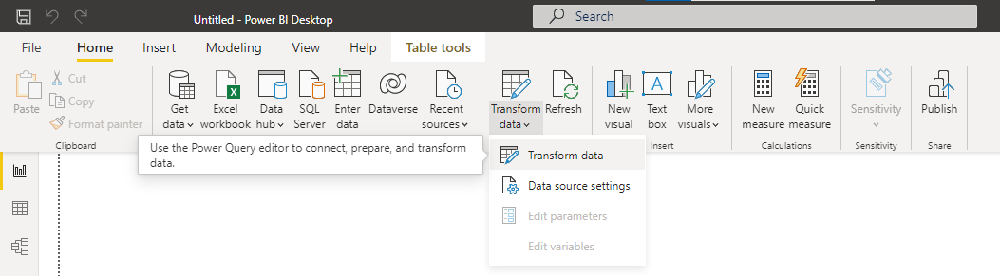 Untitled - Power BI Desktop
Search
File
Home
Insert
Modeling
View
Help
Table tools
Paste
Cut
Copy
Format painter
Clipboard
Get
data
Excel
workbook
Data
hub
SQL
Server
Enter
data
Dataverse
Recent
sources
Transform
data
Refresh
New
visual
Text
box
More
visuals
Insert
New
measure
Quick
measure
Calculations
Sensitivity
Sensitivity
Publish
Share
Use the Power Query editor to connect, prepare, and transform
data.
Transform data
Data source settings
Edit parameters
Edit variables